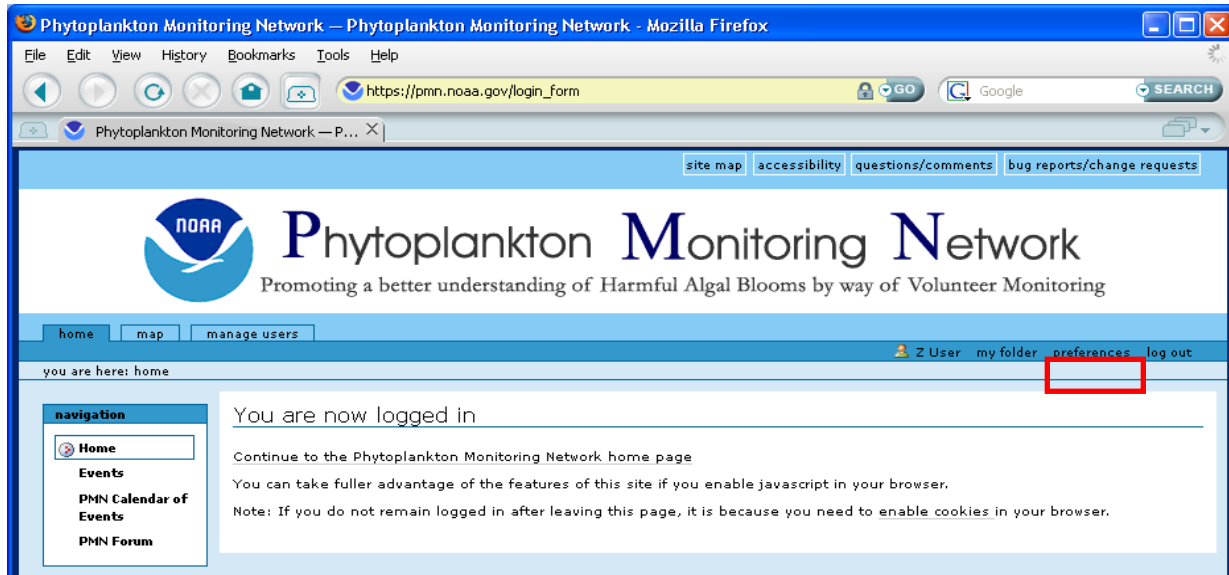 Phytoplankton Monitoring Network — Phytoplankton Monitoring Network - Mozilla Firefox
File Edit View History Bookmarks Tools Help
https://pmn.noaa.gov/login_form GO Google SEARCH
Phytoplankton Monitoring Network — P...
site map accessibility questions/comments bug reports/change requests
NOAA
Phytoplankton Monitoring Network
Promoting a better understanding of Harmful Algal Blooms by way of Volunteer Monitoring
home map manage users
Z User my folder preferences log out
you are here: home
navigation
Home
Events
PMN Calendar of
Events
PMN Forum
You are now logged in
Continue to the Phytoplankton Monitoring Network home page
You can take fuller advantage of the features of this site if you enable javascript in your browser.
Note: If you do not remain logged in after leaving this page, it is because you need to enable cookies in your browser.